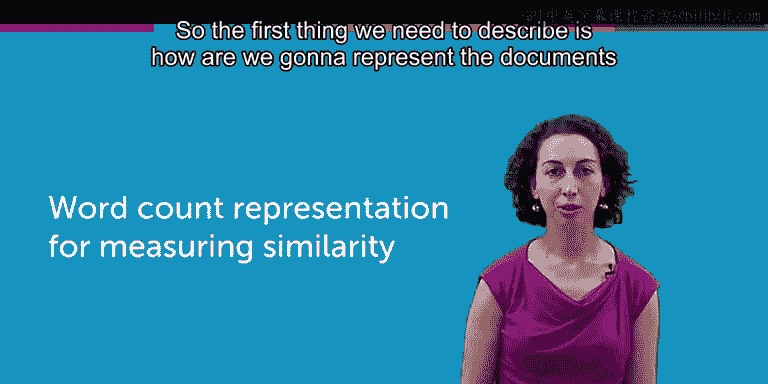 So the first thing we need to describe is
how are we gonna represent the documents
Word count representation
for measuring similarity